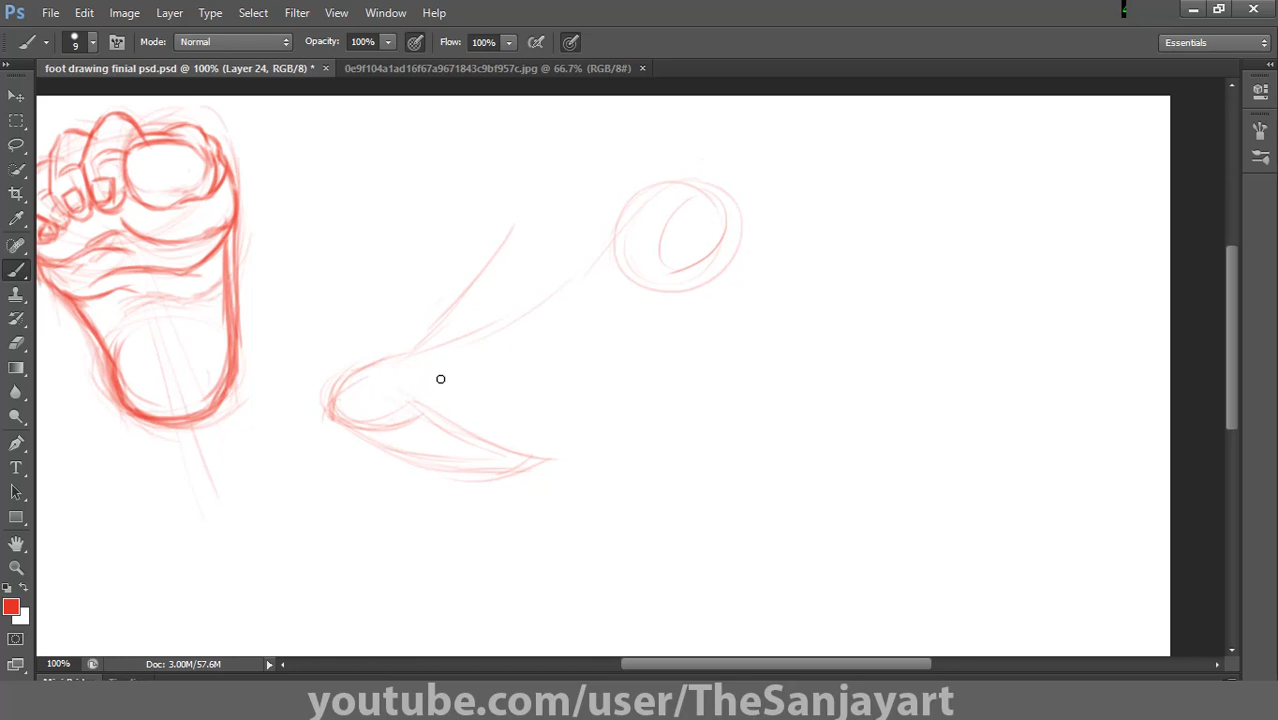 Ps File Edit Image Layer Type Select Filter View Window Help
9 Mode: Normal Opacity: 100% Flow: 100% Essentials
foot drawing finial psd.psd @ 100% (Layer 24, RGB/8) * × 0e9f104a1ad16f67a9671843c9bf957c.jpg @ 66.7% (RGB/8#) ×
T
100% Doc: 3.00M/57.6M
youtube.com/user/TheSanjayart